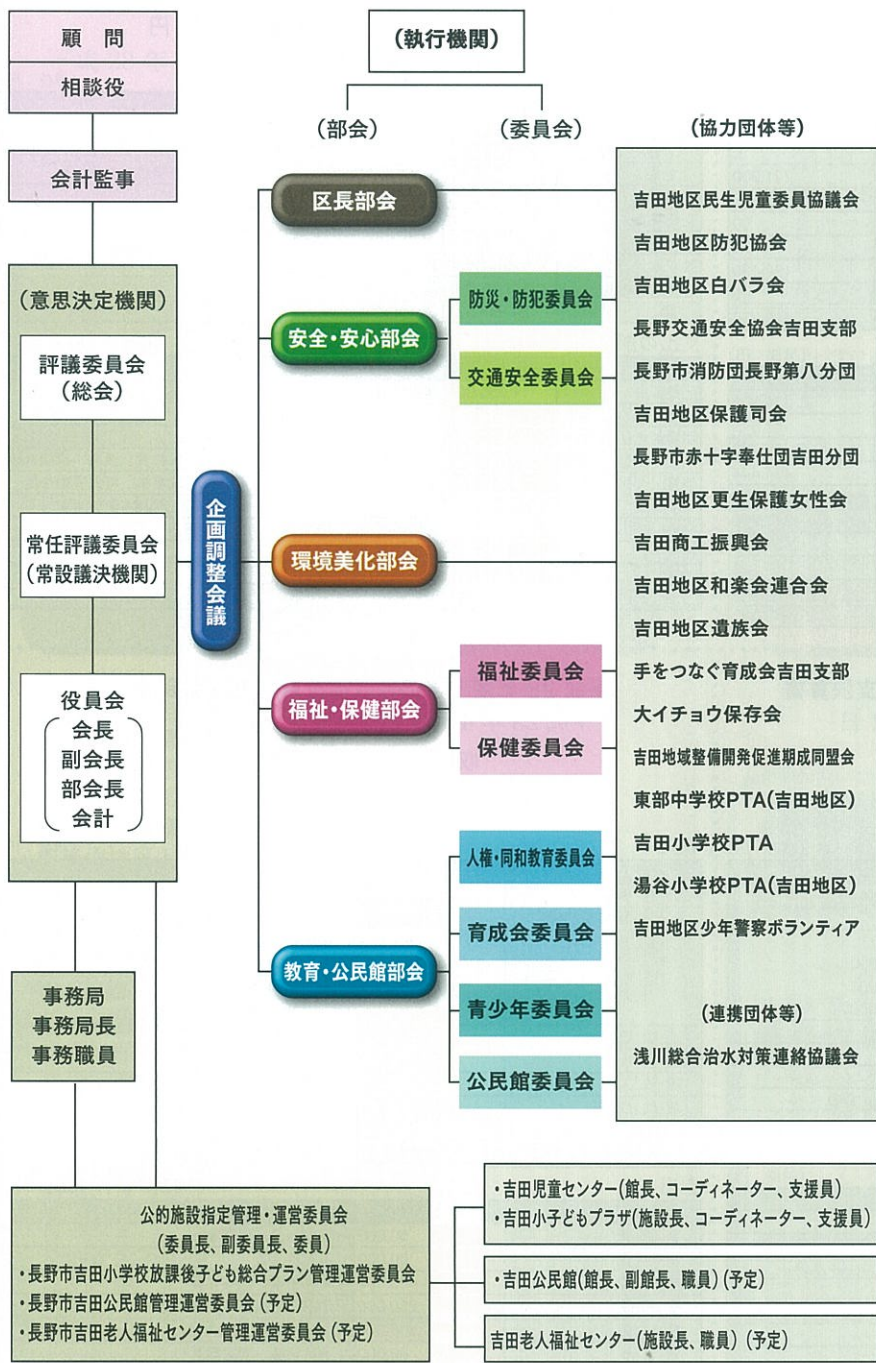 顧　問
相談役
会計監事
(意思決定機関)
評議委員会
(総会)
常任評議委員会
(常設議決機関)
役員会
会長
副会長
部会長
会計
事務局
事務局長
事務職員
企画調整会議
(執行機関)
(部会)
(委員会)
区長部会
安全・安心部会
防災・防犯委員会
交通安全委員会
環境美化部会
福祉・保健部会
福祉委員会
保健委員会
教育・公民館部会
人権・同和教育委員会
育成会委員会
青少年委員会
公民館委員会
(協力団体等)
吉田地区民生児童委員協議会
吉田地区防犯協会
吉田地区白バラ会
長野交通安全協会吉田支部
長野市消防団長野第八分団
吉田地区保護司会
長野市赤十字奉仕団吉田分団
吉田地区更生保護女性会
吉田商工振興会
吉田地区和楽会連合会
吉田地区遺族会
手をつなぐ育成会吉田支部
大イチョウ保存会
吉田地域整備開発促進期成同盟会
東部中学校PTA(吉田地区)
吉田小学校PTA
湯谷小学校PTA(吉田地区)
吉田地区少年警察ボランティア
(連携団体等)
浅川総合治水対策連絡協議会
公的施設指定管理・運営委員会
(委員長、副委員長、委員)
・長野市吉田小学校放課後子ども総合プラン管理運営委員会
・長野市吉田公民館管理運営委員会(予定)
・長野市吉田老人福祉センター管理運営委員会(予定)
・吉田児童センター(館長、コーディネーター、支援員)
・吉田小子どもプラザ(施設長、コーディネーター、支援員)
・吉田公民館(館長、副館長、職員)(予定)
吉田老人福祉センター(施設長、職員)(予定)